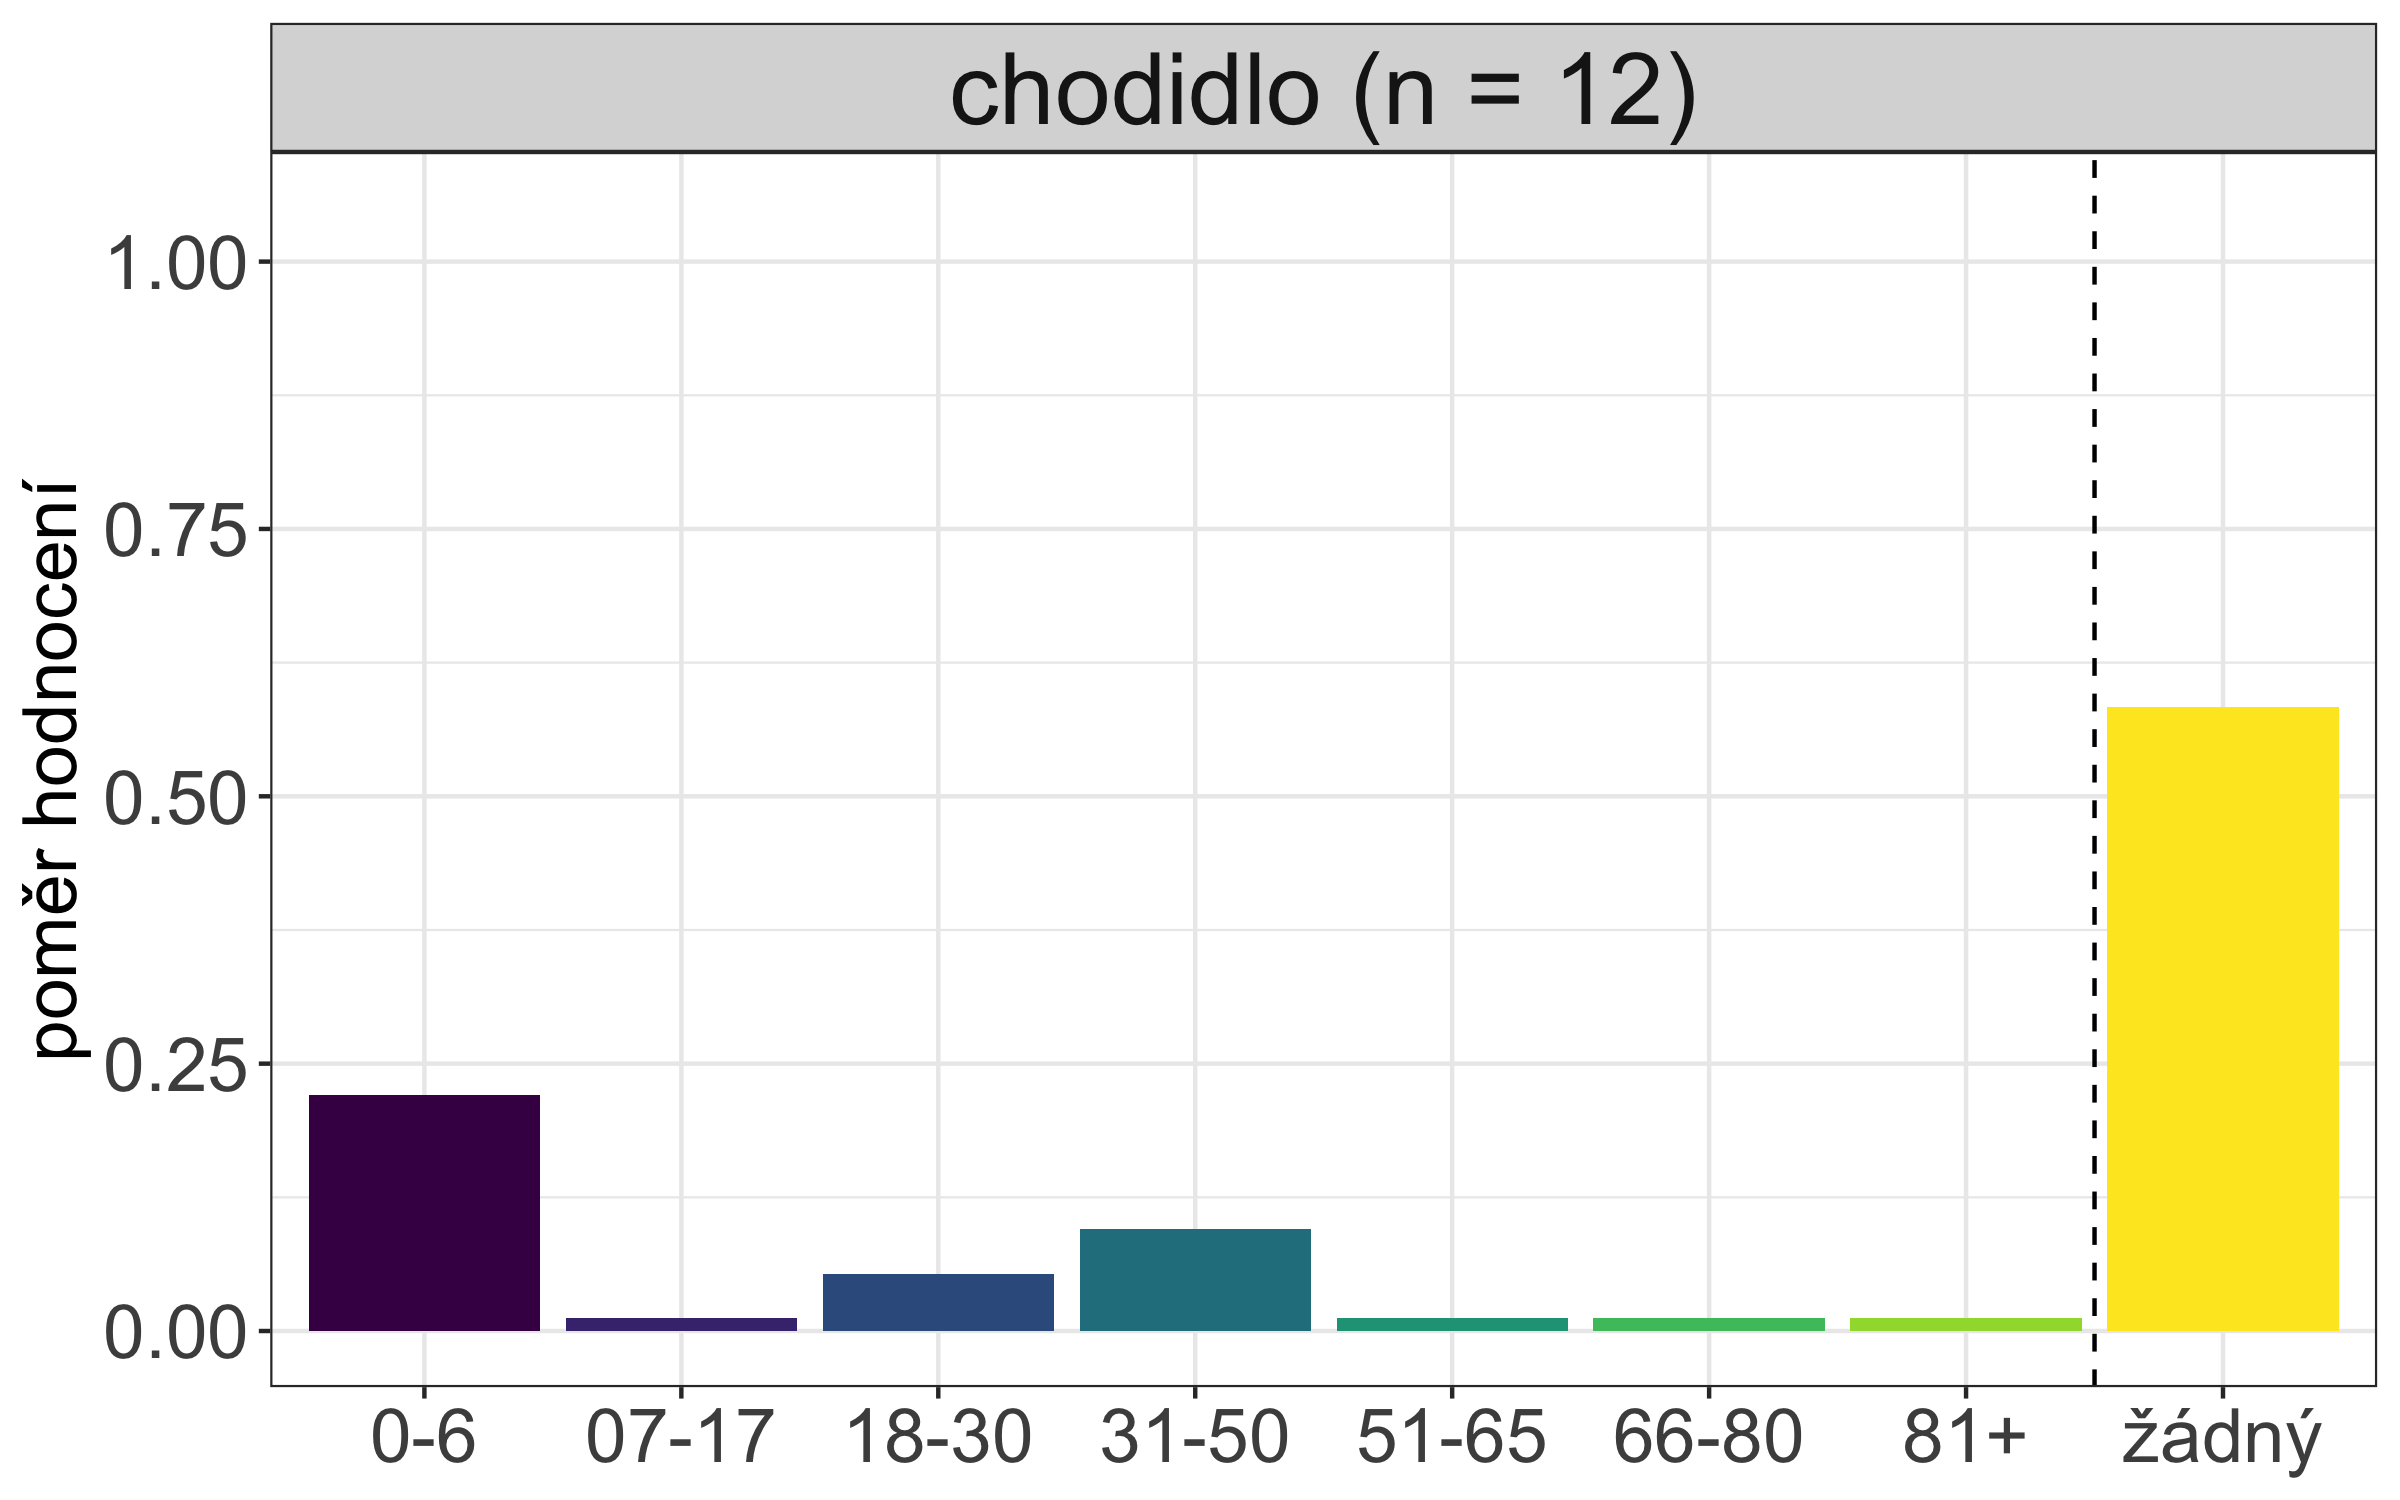 chodidlo (n = 12)
poměr hodnocení
1.00
0.75
0.50
0.25
0.00
0-6 07-17 18-30 31-50 51-65 66-80 81+ žádný